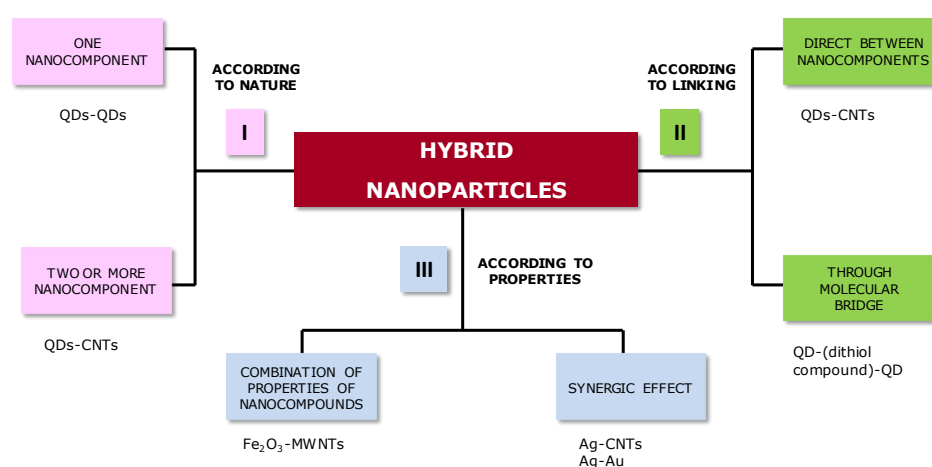 ONE
NANOCOMPONENT
QDs-QDs
ACCORDING
TO NATURE
I
TWO OR MORE
NANOCOMPONENT
QDs-CNTs
HYBRID
NANOPARTICLES
ACCORDING
TO LINKING
II
DIRECT BETWEEN
NANOCOMPONENTS
QDs-CNTs
THROUGH
MOLECULAR
BRIDGE
QD-(dithiol
compound)-QD
III
ACCORDING TO
PROPERTIES
COMBINATION OF
PROPERTIES OF
NANOCOMPOUNDS
Fe₂O₃-MWNTs
SYNERGIC EFFECT
Ag-CNTs
Ag-Au